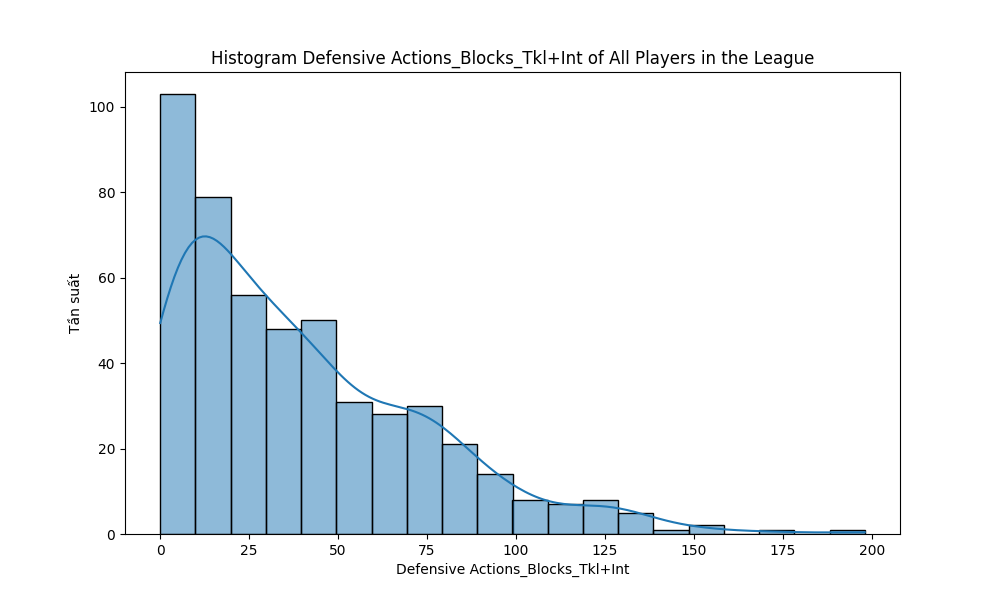 Histogram Defensive Actions_Blocks_Tkl+Int of All Players in the League
100
80
60
40
20
0
Tần suất
0 25 50 75 100 125 150 175 200
Defensive Actions_Blocks_Tkl+Int